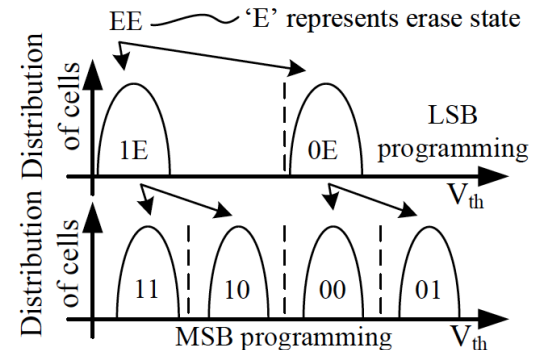 EE 'E' represents erase state
Distribution
of cells
1E
0E
LSB
programming
Vth
Distribution
of cells
11
10
00
01
MSB programming
Vth